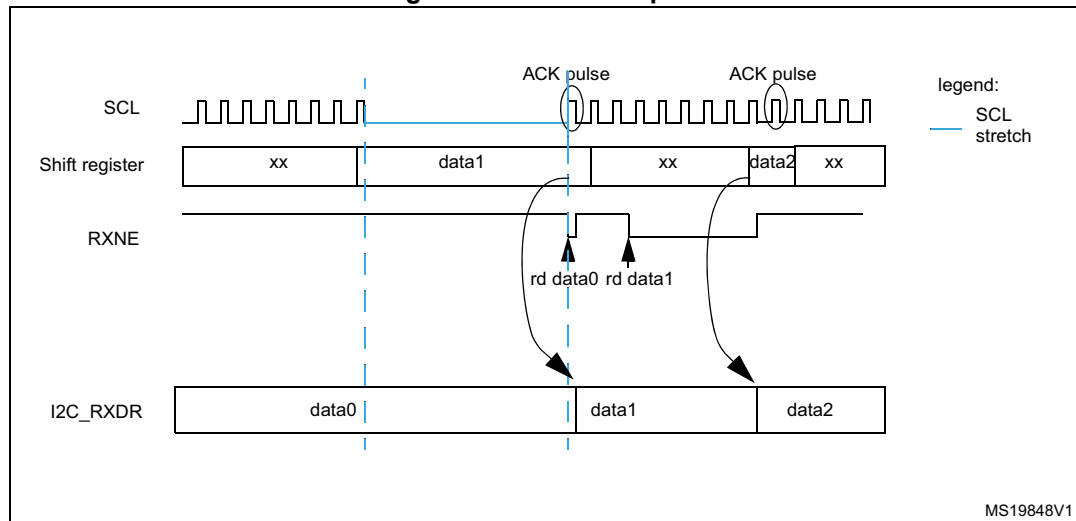 ACK pulse ACK pulse
legend:
SCL
SCL
stretch
Shift register xx data1 xx data2 xx
RXNE
rd data0 rd data1
I2C_RXDR data0 data1 data2
MS19848V1